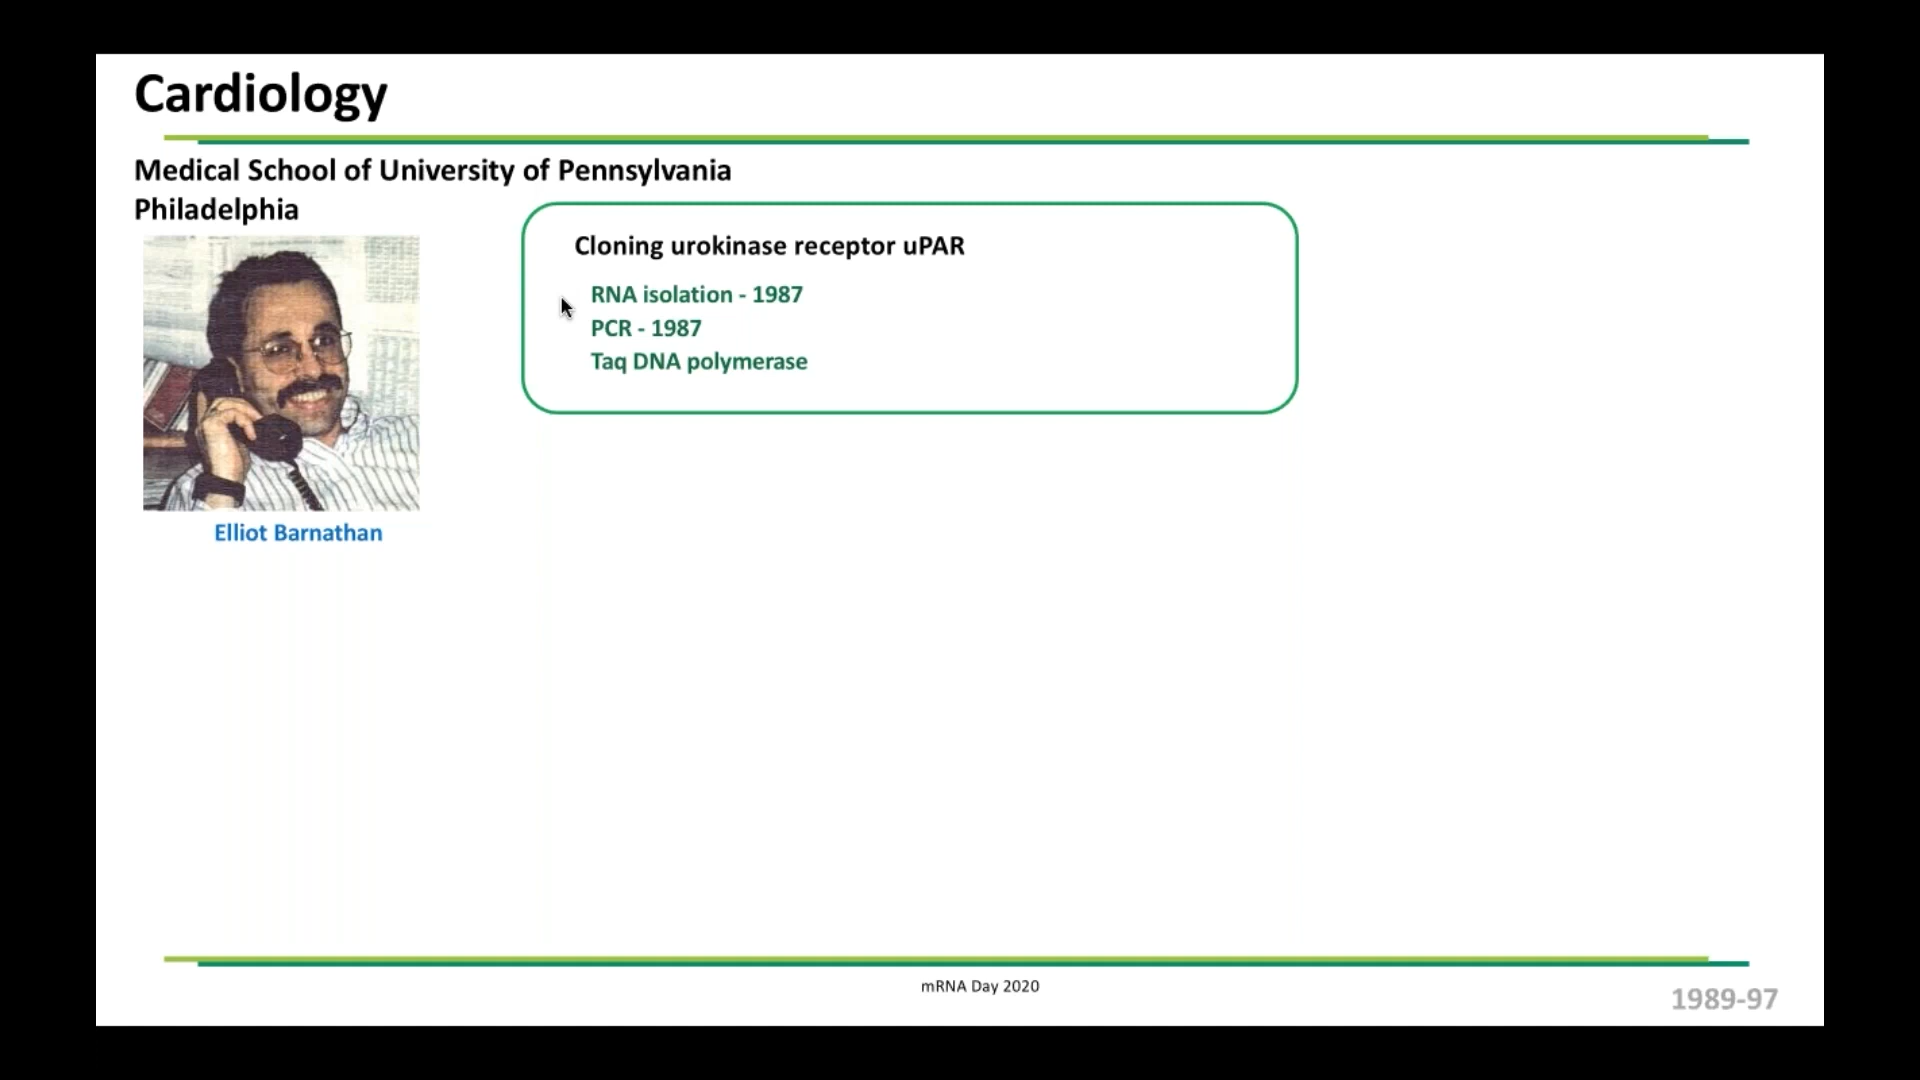 Cardiology
Medical School of University of Pennsylvania
Philadelphia
Cloning urokinase receptor uPAR
RNA isolation - 1987
PCR - 1987
Taq DNA polymerase
Elliot Barnathan
mRNA Day 2020
1989-97